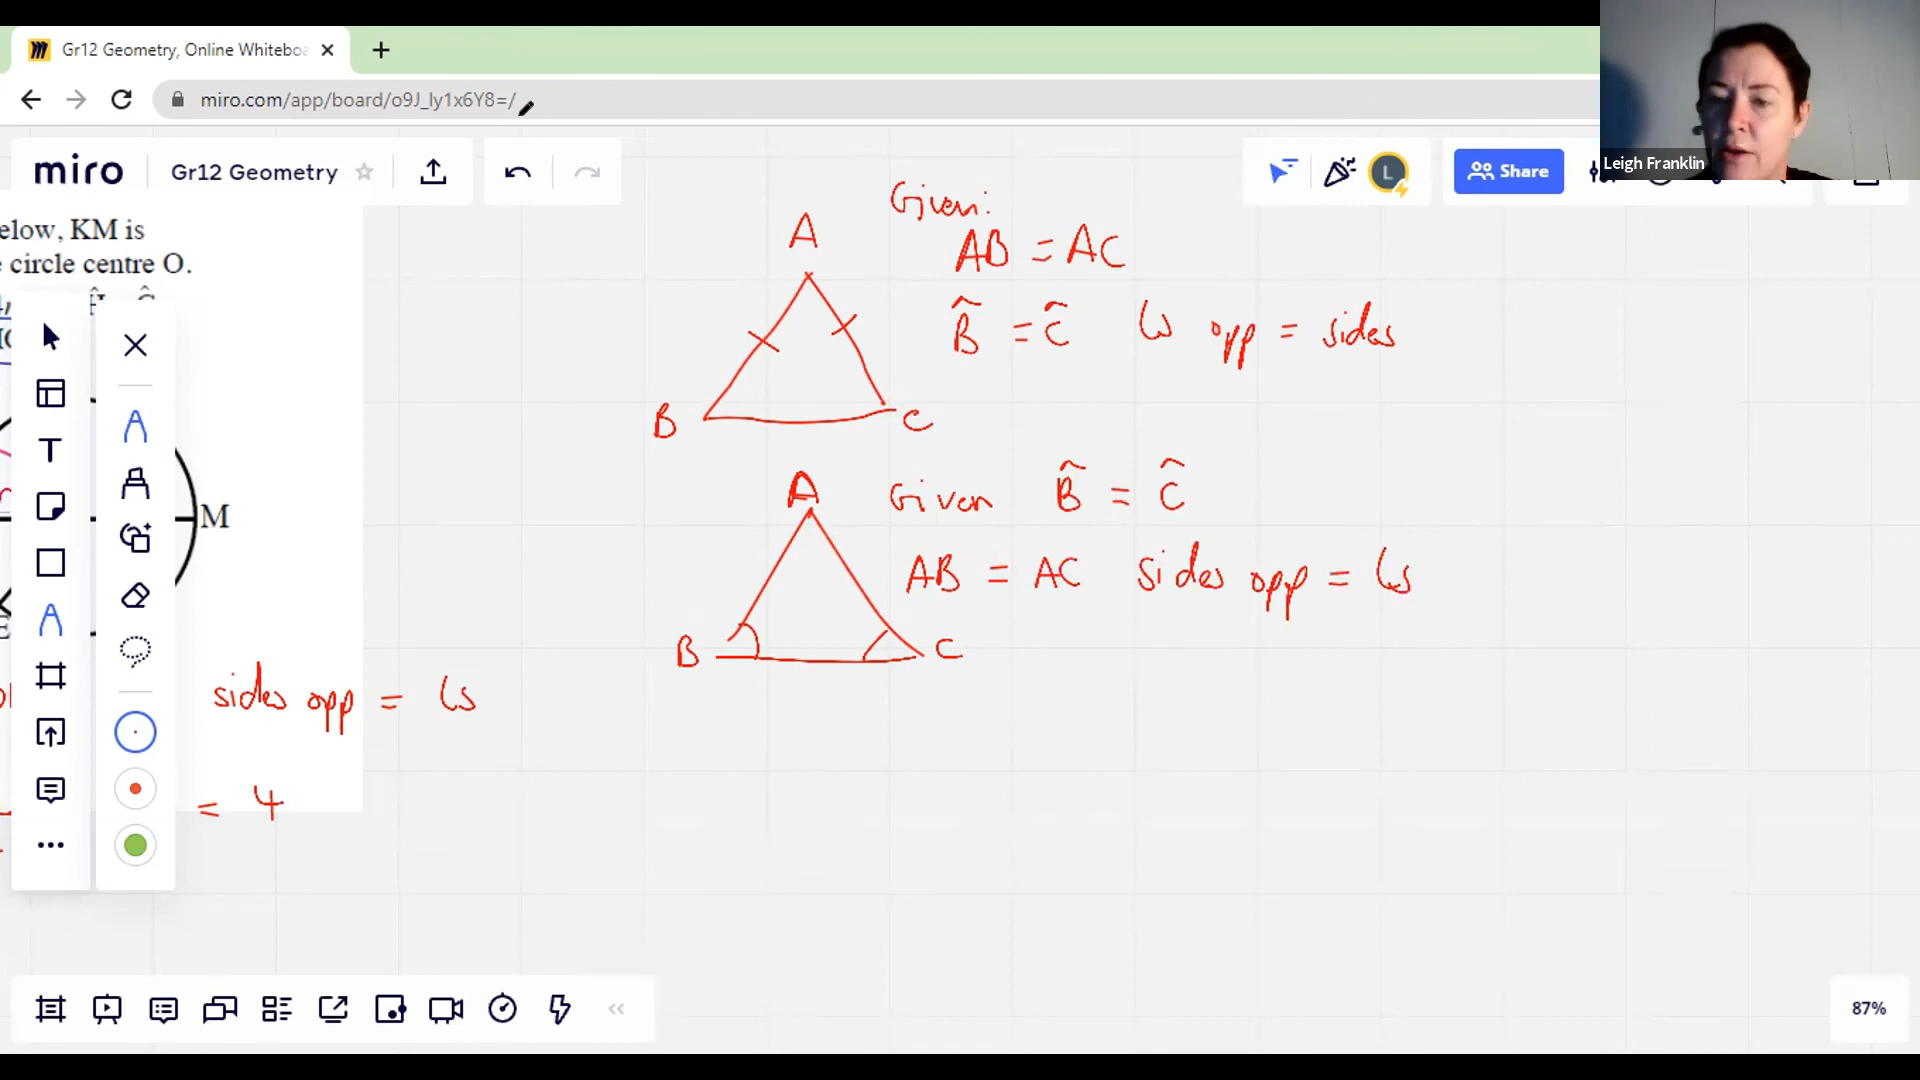 Gr12 Geometry, Online Whiteboa
miro.com/app/board/o9J_ly1x6Y8=/
Leigh Franklin
miro
Gr12 Geometry
L
Share
elow, KM is
circle centre O.
M
A
B
C
Given:
AB = AC
B̂ = Ĉ ∠s opp = sides
A
B
C
Given B̂ = Ĉ
AB = AC sides opp = ∠s
sides opp = ∠s
= 4
T
87%